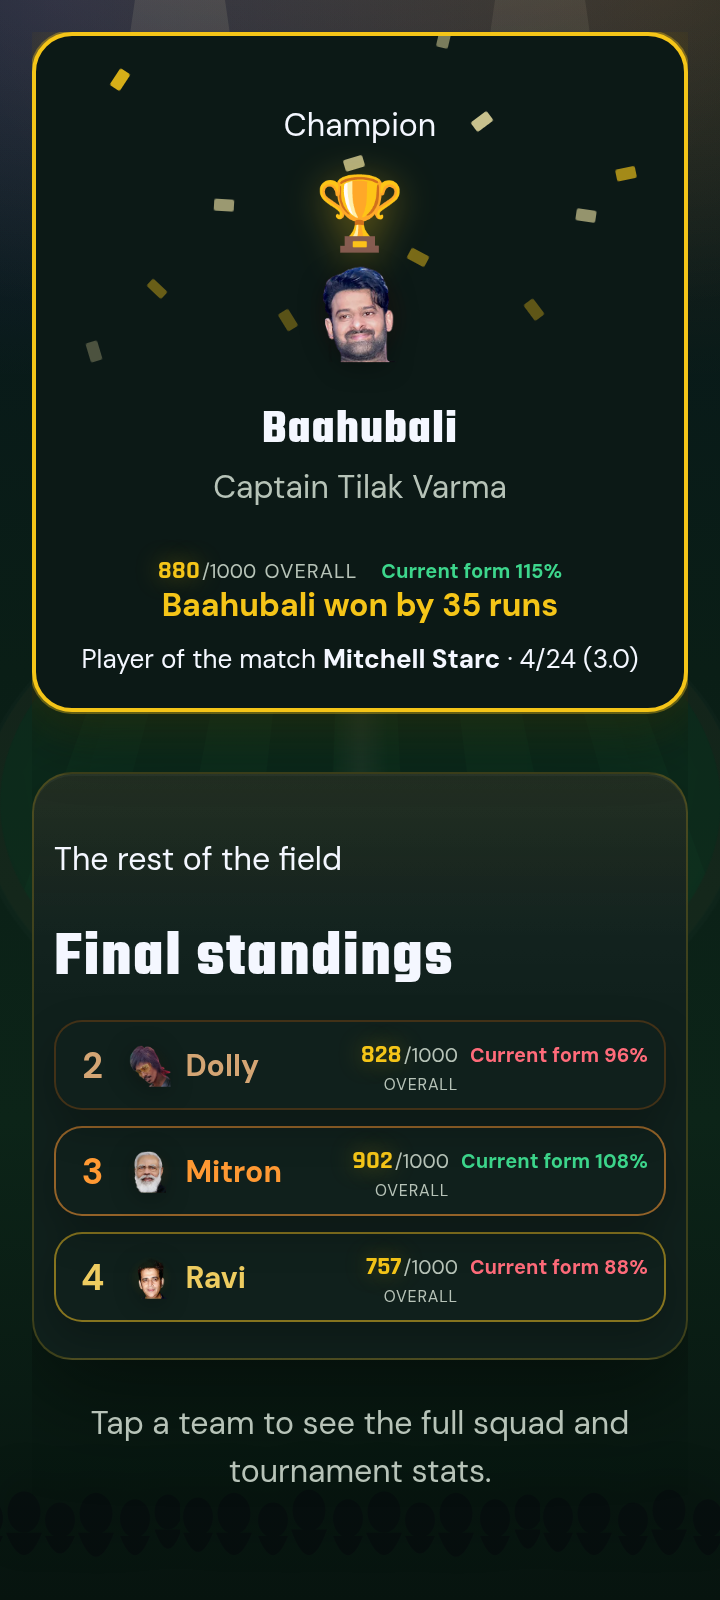 Champion
Baahubali
Captain Tilak Varma
880/1000 OVERALL Current form 115%
Baahubali won by 35 runs
Player of the match Mitchell Starc · 4/24 (3.0)
The rest of the field
Final standings
2 Dolly 828/1000 Current form 96%
OVERALL
3 Mitron 902/1000 Current form 108%
OVERALL
4 Ravi 757/1000 Current form 88%
OVERALL
Tap a team to see the full squad and
tournament stats.